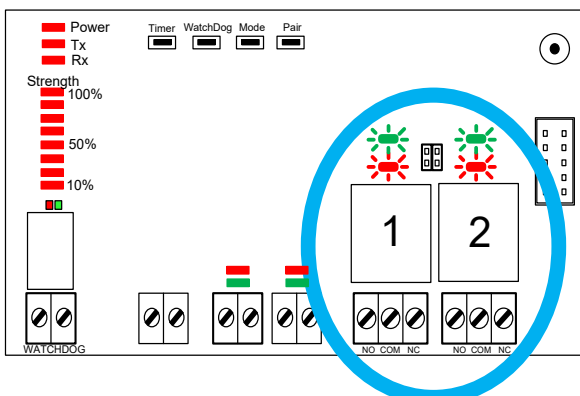 Power
Tx
Rx
Timer WatchDog Mode Pair
Strength
100%
50%
10%
1 2
WATCHDOG
NO COM NC NO COM NC